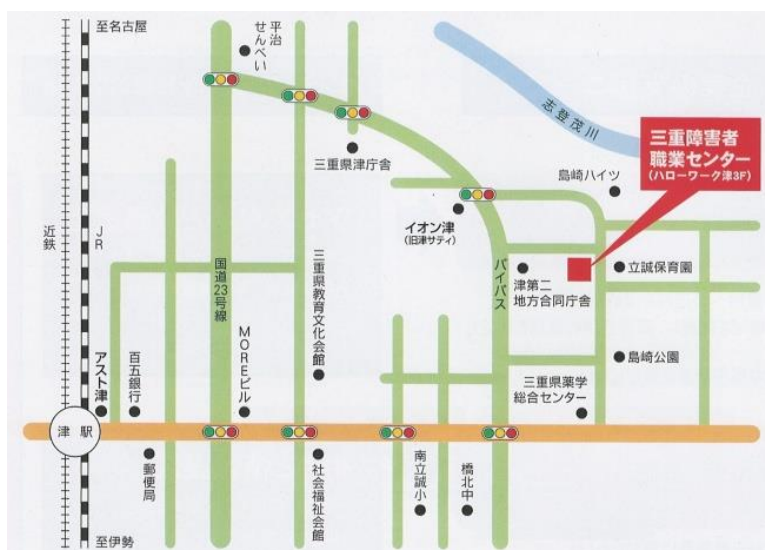 至名古屋
平治
せんべい
志登茂川
三重障害者
職業センター
(ハローワーク津3F)
三重県津庁舎
島崎ハイツ
イオン津
(旧津サティ)
近鉄
JR
国道23号線
三重県教育文化会館
バイパス
津第二
地方合同庁舎
立誠保育園
アスト津
百五銀行
MOREビル
島崎公園
三重県薬学
総合センター
津駅
郵便局
社会福祉会館
南立誠小
橋北中
至伊勢